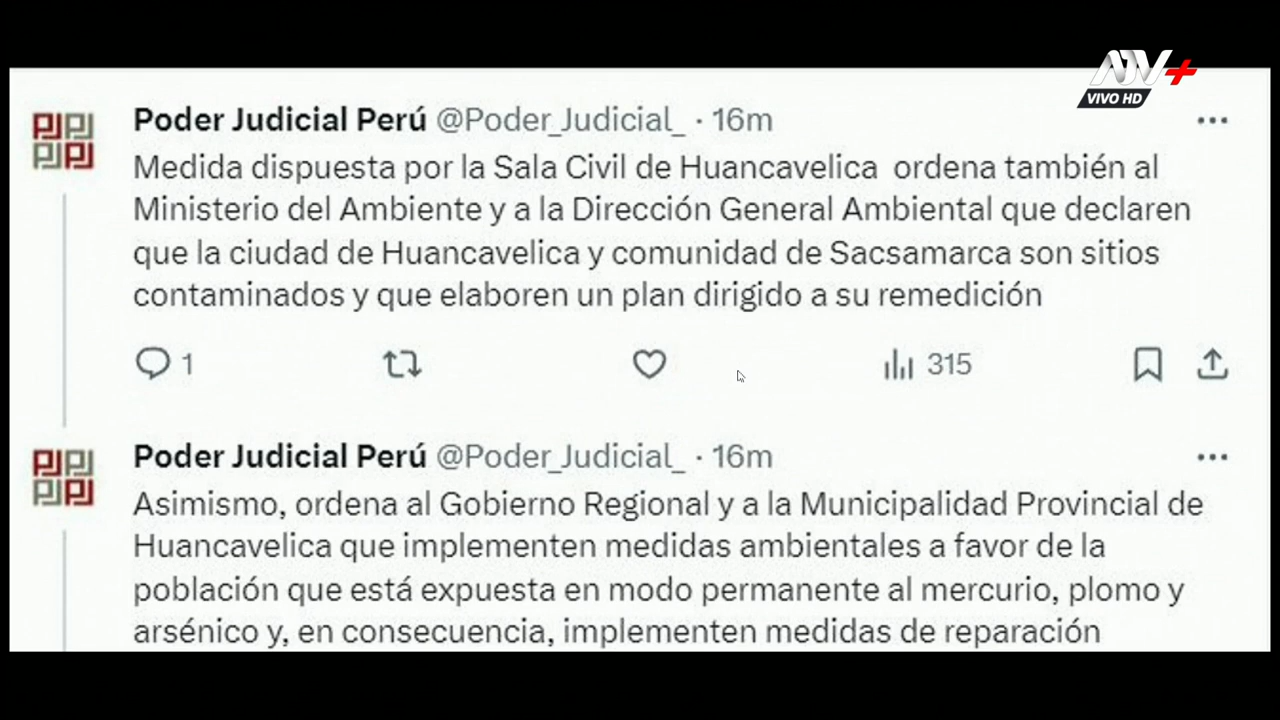 ATV+
VIVO HD
Poder Judicial Perú @Poder_Judicial_ · 16m
Medida dispuesta por la Sala Civil de Huancavelica ordena también al
Ministerio del Ambiente y a la Dirección General Ambiental que declaren
que la ciudad de Huancavelica y comunidad de Sacsamarca son sitios
contaminados y que elaboren un plan dirigido a su remedición
1
315
Poder Judicial Perú @Poder_Judicial_ · 16m
Asimismo, ordena al Gobierno Regional y a la Municipalidad Provincial de
Huancavelica que implementen medidas ambientales a favor de la
población que está expuesta en modo permanente al mercurio, plomo y
arsénico y, en consecuencia, implementen medidas de reparación